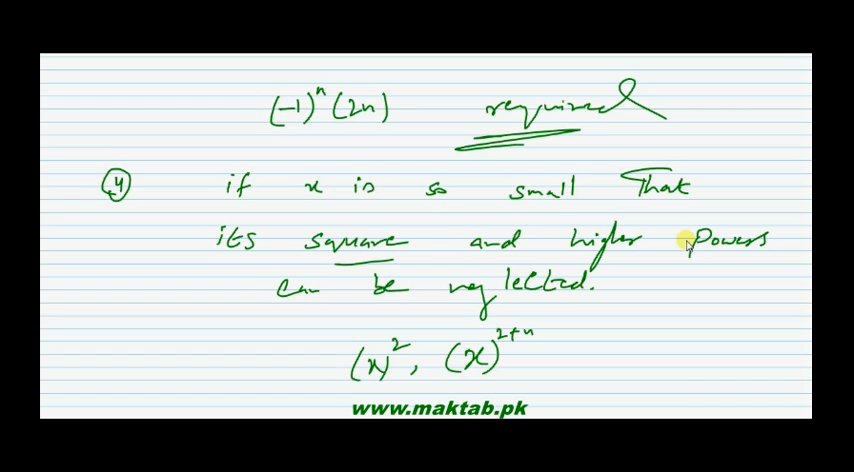 (-1)^n (2n) required
4 if x is so small That
its square and higher powers
can be neglected.
(x)^2, (x)^{2+n}
www.maktab.pk